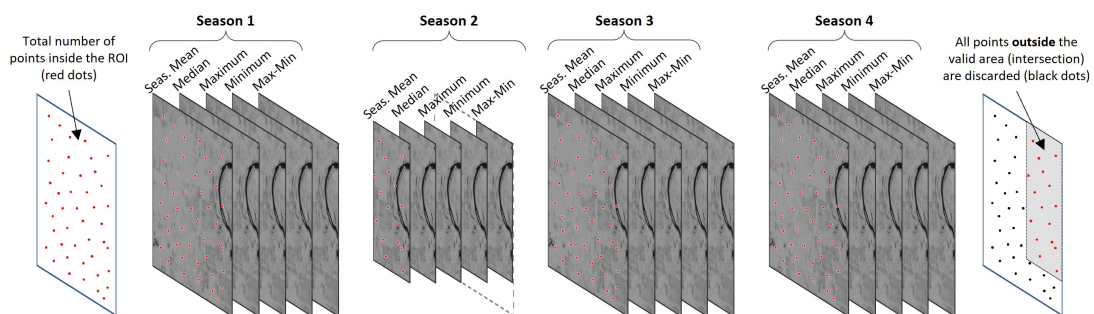 Total number of
points inside the ROI
(red dots)
Season 1
Seas. Mean
Median
Maximum
Minimum
Max-Min
Season 2
Seas. Mean
Median
Maximum
Minimum
Max-Min
Season 3
Seas. Mean
Median
Maximum
Minimum
Max-Min
Season 4
Seas. Mean
Median
Maximum
Minimum
Max-Min
All points outside the
valid area (intersection)
are discarded (black dots)